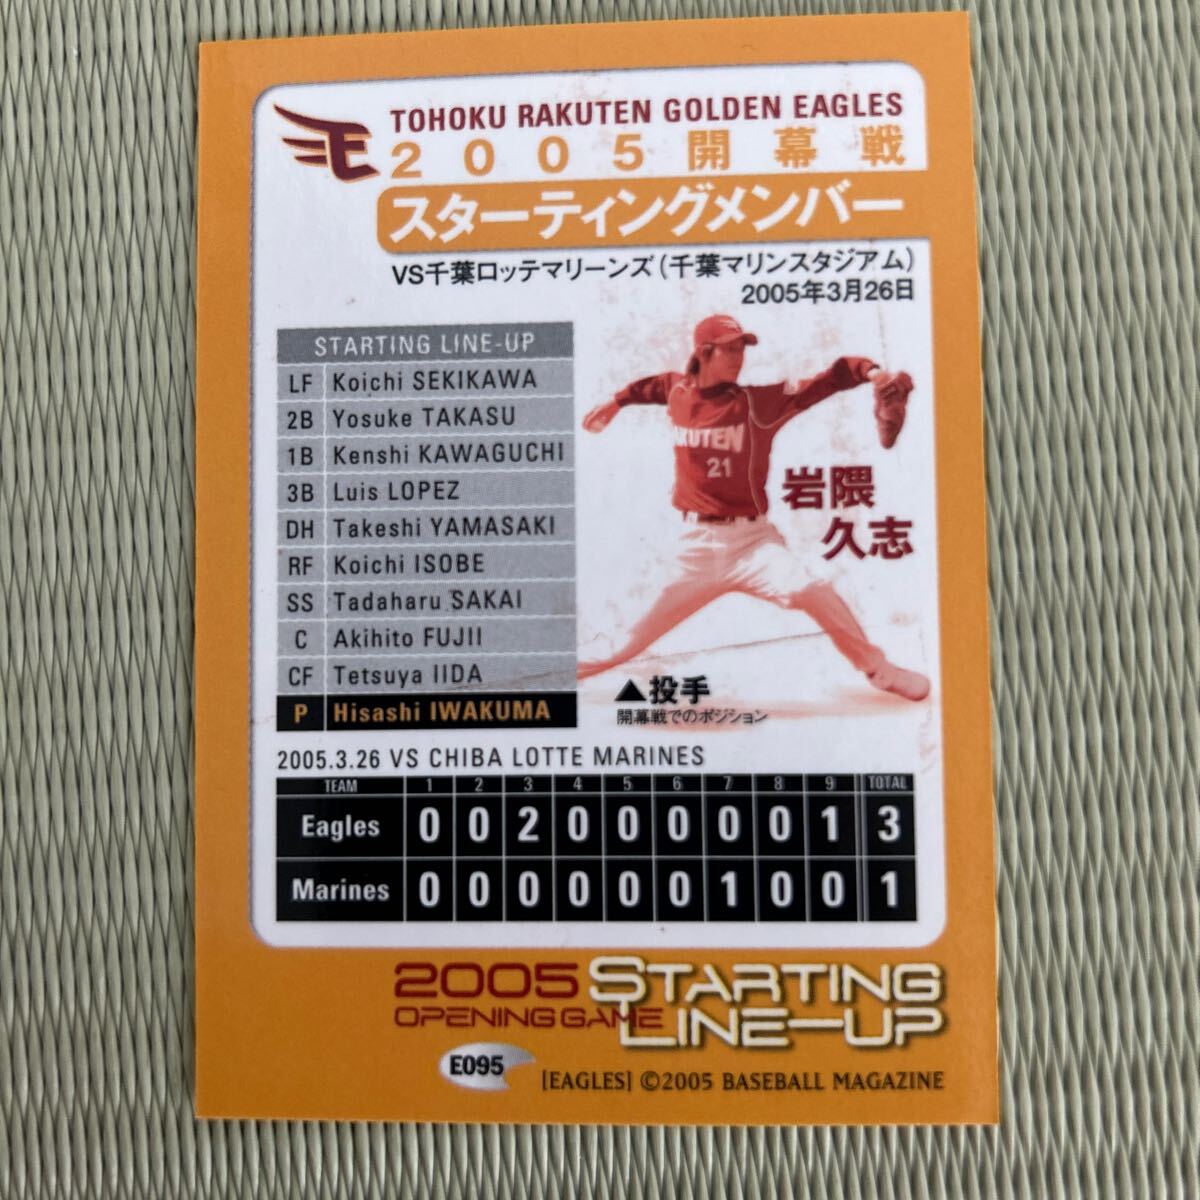 TOHOKU RAKUTEN GOLDEN EAGLES
2005開幕戦
スターティングメンバー
VS千葉ロッテマリーンズ(千葉マリンスタジアム)
2005年3月26日
STARTING LINE-UP
LF Koichi SEKIKAWA
2B Yosuke TAKASU
1B Kenshi KAWAGUCHI
3B Luis LOPEZ
DH Takeshi YAMASAKI
RF Koichi ISOBE
SS Tadaharu SAKAI
C Akihito FUJII
CF Tetsuya IIDA
P Hisashi IWAKUMA
KUTEN
21
岩隈
久志
▲投手
開幕戦でのポジション
2005.3.26 VS CHIBA LOTTE MARINES
TEAM 1 2 3 4 5 6 7 8 9 TOTAL
Eagles 0 0 2 0 0 0 0 0 1 3
Marines 0 0 0 0 0 0 1 0 0 1
2005 STARTING
OPENING GAME LINE-UP
E095
[EAGLES] ©2005 BASEBALL MAGAZINE